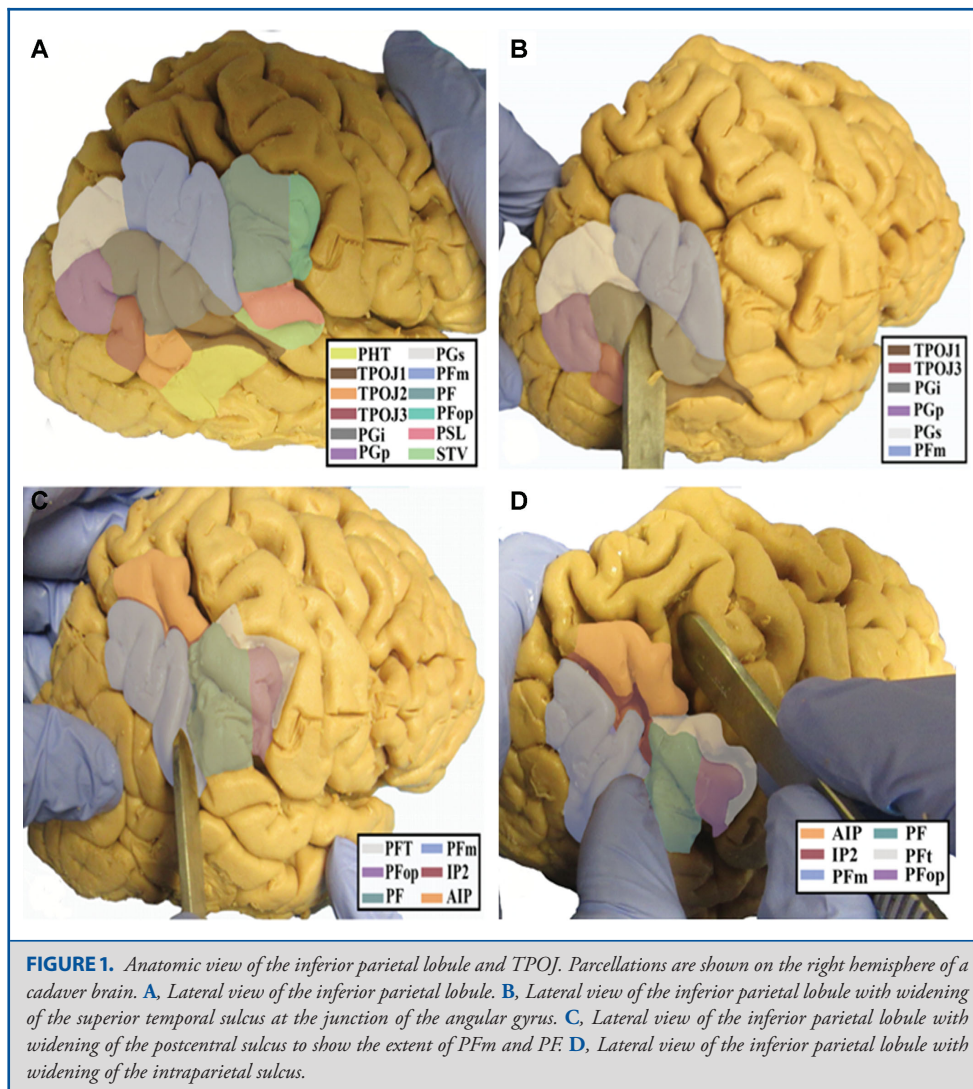 A
B
PHT PGs
TPOJ1 PFm
TPOJ2 PF
TPOJ3 PFop
PGi PSL
PGp STV
TPOJ1
TPOJ3
PGi
PGp
PGs
PFm
C
D
PFT PFm
PFop IP2
PF AIP
AIP PF
IP2 PFt
PFm PFop
FIGURE 1. Anatomic view of the inferior parietal lobule and TPOJ. Parcellations are shown on the right hemisphere of a
cadaver brain. A, Lateral view of the inferior parietal lobule. B, Lateral view of the inferior parietal lobule with widening
of the superior temporal sulcus at the junction of the angular gyrus. C, Lateral view of the inferior parietal lobule with
widening of the postcentral sulcus to show the extent of PFm and PF. D, Lateral view of the inferior parietal lobule with
widening of the intraparietal sulcus.